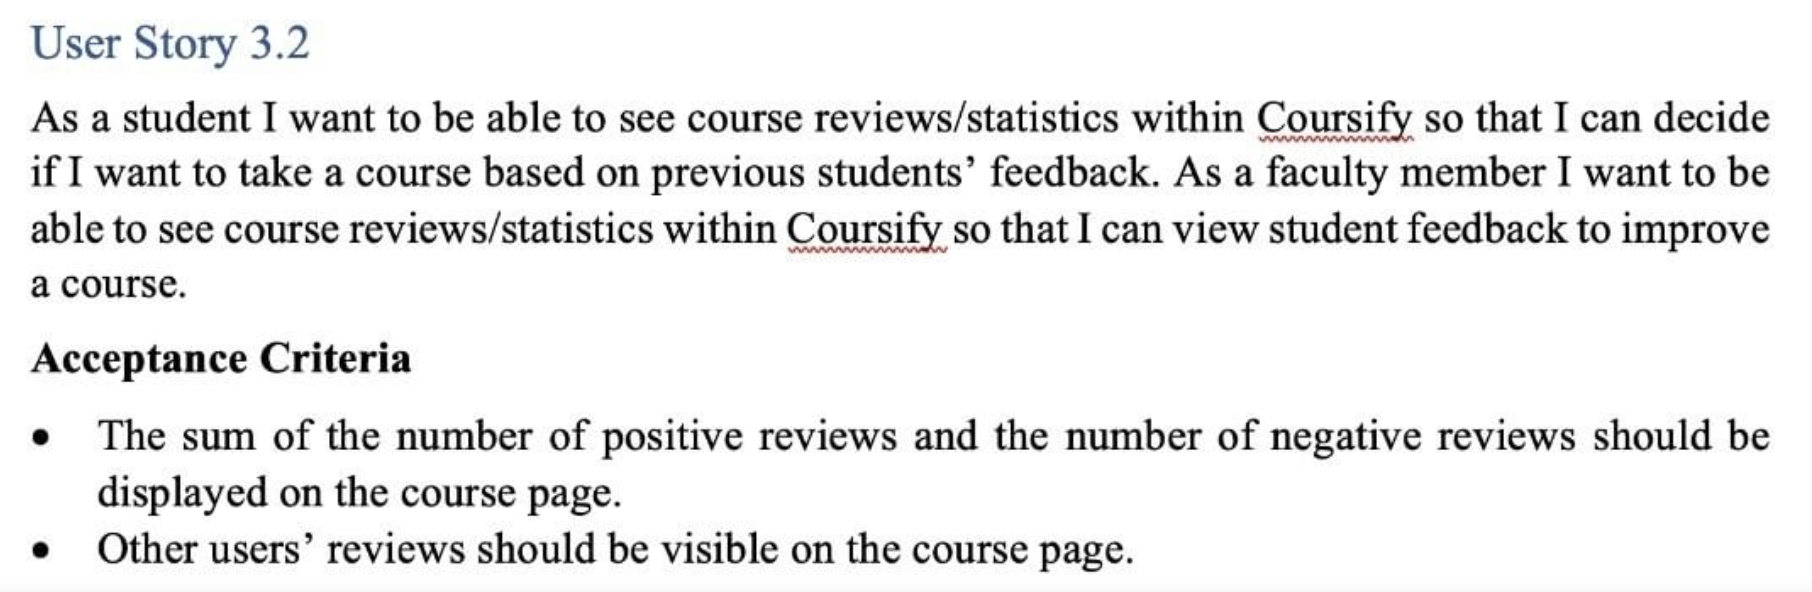 User Story 3.2
As a student I want to be able to see course reviews/statistics within Coursify so that I can decide
if I want to take a course based on previous students’ feedback. As a faculty member I want to be
able to see course reviews/statistics within Coursify so that I can view student feedback to improve
a course.
Acceptance Criteria
• The sum of the number of positive reviews and the number of negative reviews should be
displayed on the course page.
• Other users’ reviews should be visible on the course page.